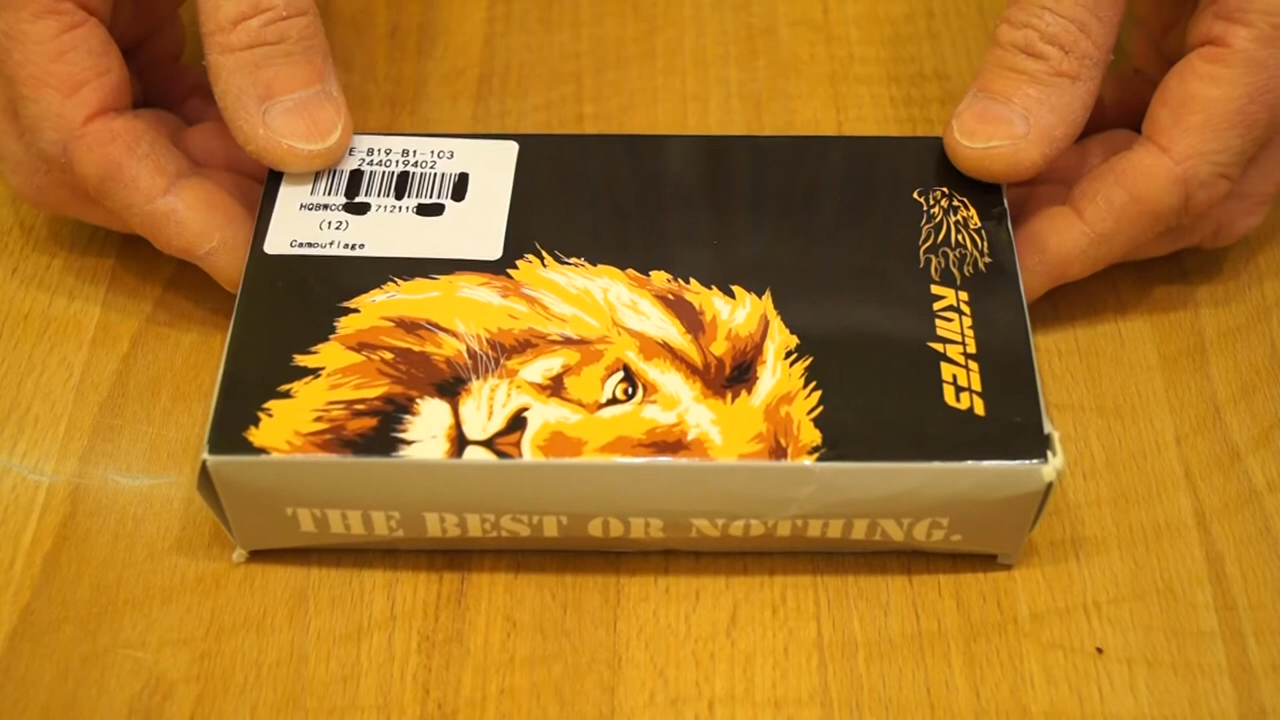 E-B19-B1-103
244019402
(12)
Camouflage
KNIVES
THE BEST OR NOTHING.